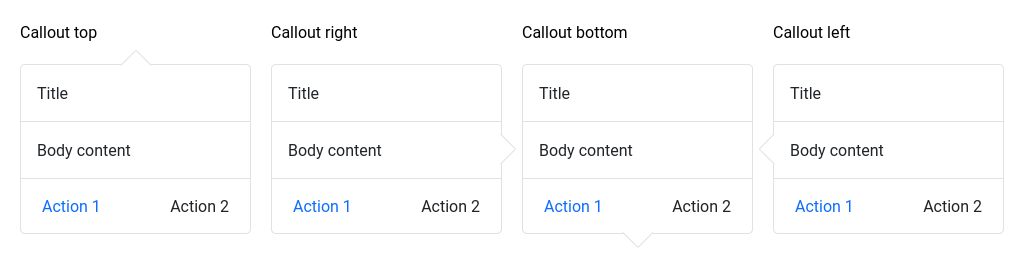 Callout top
Title
Body content
Action 1 Action 2
Callout right
Title
Body content
Action 1 Action 2
Callout bottom
Title
Body content
Action 1 Action 2
Callout left
Title
Body content
Action 1 Action 2